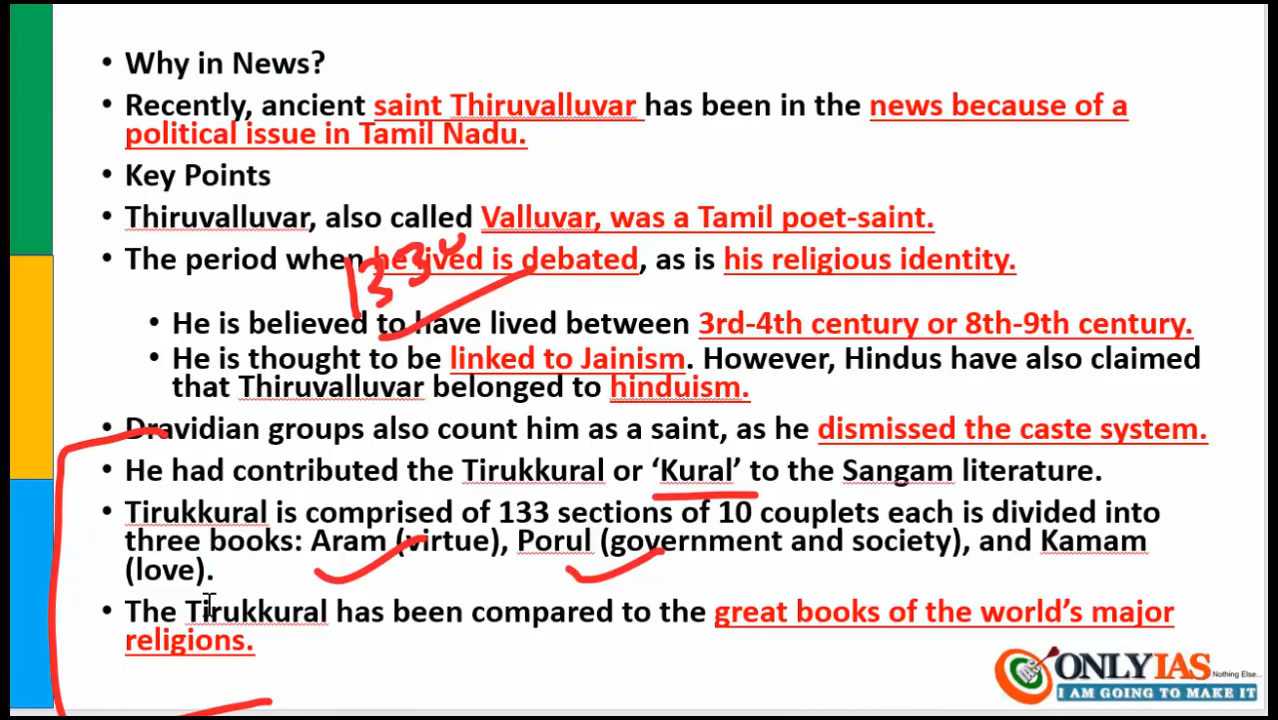 • Why in News?
• Recently, ancient saint Thiruvalluvar has been in the news because of a
political issue in Tamil Nadu.
• Key Points
• Thiruvalluvar, also called Valluvar, was a Tamil poet-saint.
• The period when he lived is debated, as is his religious identity.
1330
• He is believed to have lived between 3rd-4th century or 8th-9th century.
• He is thought to be linked to Jainism. However, Hindus have also claimed
that Thiruvalluvar belonged to hinduism.
• Dravidian groups also count him as a saint, as he dismissed the caste system.
• He had contributed the Tirukkural or ‘Kural’ to the Sangam literature.
• Tirukkural is comprised of 133 sections of 10 couplets each is divided into
three books: Aram (virtue), Porul (government and society), and Kamam
(love).
• The Tirukkural has been compared to the great books of the world’s major
religions.
ONLYIAS
Nothing Else...
I AM GOING TO MAKE IT